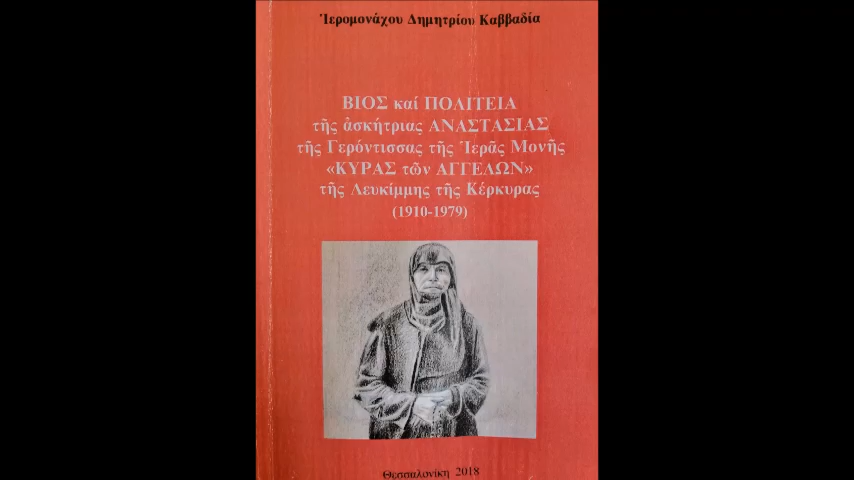 Ἱερομονάχου Δημητρίου Καββαδία
ΒΙΟΣ καί ΠΟΛΙΤΕΙΑ
τῆς ἀσκήτριας ΑΝΑΣΤΑΣΙΑΣ
τῆς Γερόντισσας τῆς Ἱερᾶς Μονῆς
«ΚΥΡΑΣ τῶν ΑΓΓΕΛΩΝ»
τῆς Λευκίμμης τῆς Κέρκυρας
(1910-1979)
Θεσσαλονίκη 2018